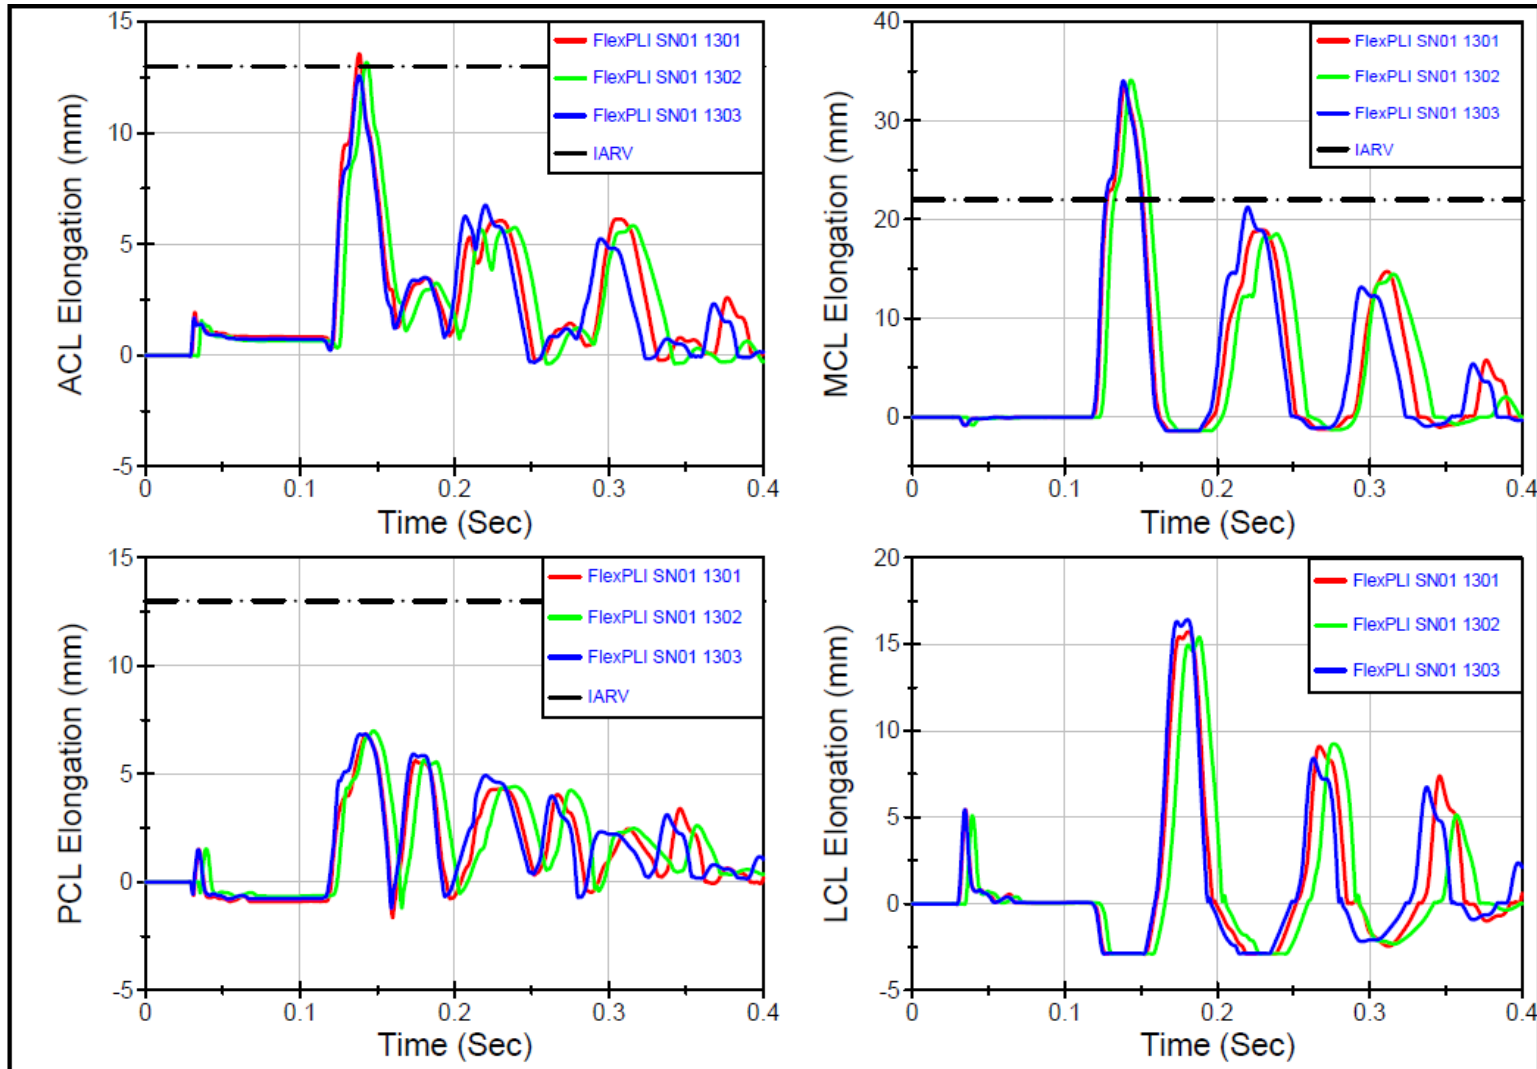 ACL Elongation (mm)
15
10
5
0
-5
FlexPLI SN01 1301
FlexPLI SN01 1302
FlexPLI SN01 1303
IARV
0 0.1 0.2 0.3 0.4
Time (Sec)
MCL Elongation (mm)
40
30
20
10
0
FlexPLI SN01 1301
FlexPLI SN01 1302
FlexPLI SN01 1303
IARV
0 0.1 0.2 0.3 0.4
Time (Sec)
PCL Elongation (mm)
15
10
5
0
-5
FlexPLI SN01 1301
FlexPLI SN01 1302
FlexPLI SN01 1303
IARV
0 0.1 0.2 0.3 0.4
Time (Sec)
LCL Elongation (mm)
20
15
10
5
0
-5
FlexPLI SN01 1301
FlexPLI SN01 1302
FlexPLI SN01 1303
0 0.1 0.2 0.3 0.4
Time (Sec)